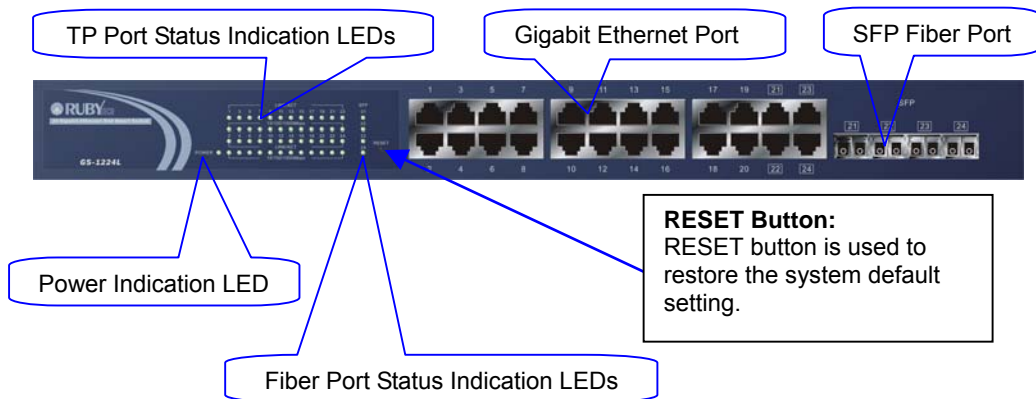 TP Port Status Indication LEDs
Gigabit Ethernet Port
SFP Fiber Port
RUBY
GS-1224L
POWER
SFP
RESET
1 3 5 7 9 11 13 15 17 19 21 23
SFP
21 22 23 24
2 4 6 8 10 12 14 16 18 20 22 24
RESET Button:
RESET button is used to
restore the system default
setting.
Power Indication LED
Fiber Port Status Indication LEDs